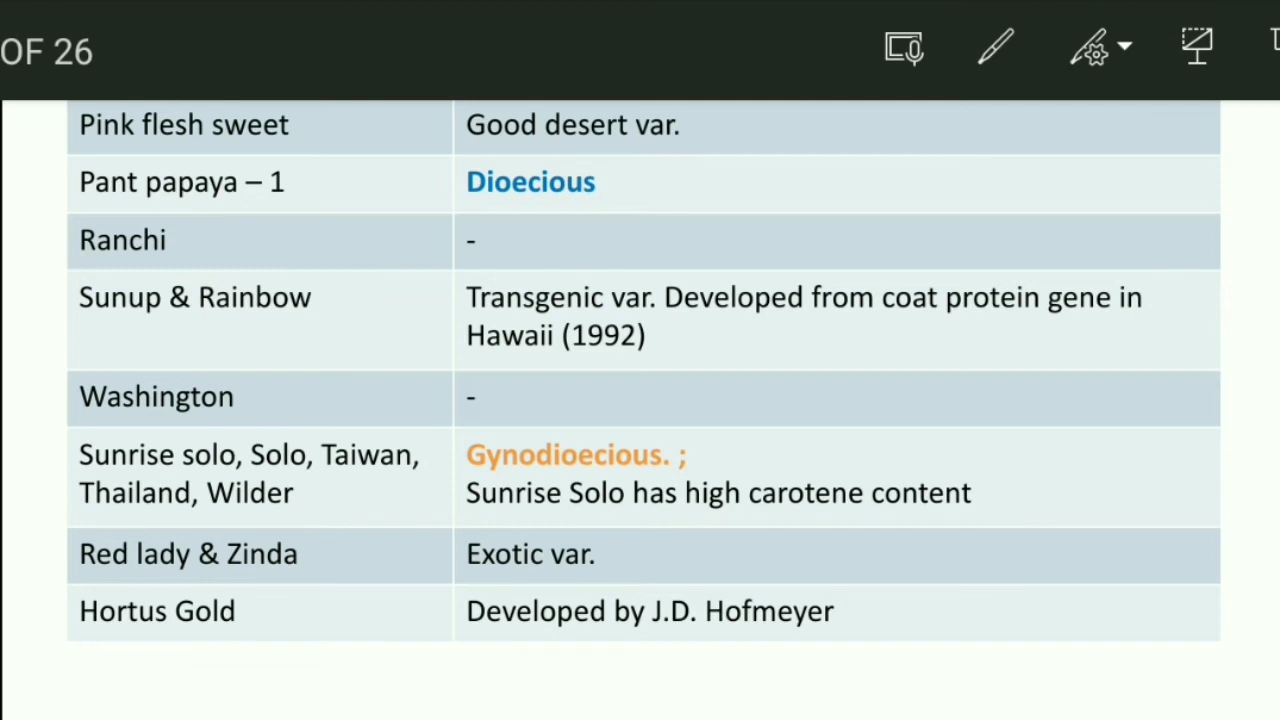 OF 26
Pink flesh sweet Good desert var.
Pant papaya – 1 Dioecious
Ranchi -
Sunup & Rainbow Transgenic var. Developed from coat protein gene in
Hawaii (1992)
Washington -
Sunrise solo, Solo, Taiwan, Gynodioecious. ;
Thailand, Wilder Sunrise Solo has high carotene content
Red lady & Zinda Exotic var.
Hortus Gold Developed by J.D. Hofmeyer